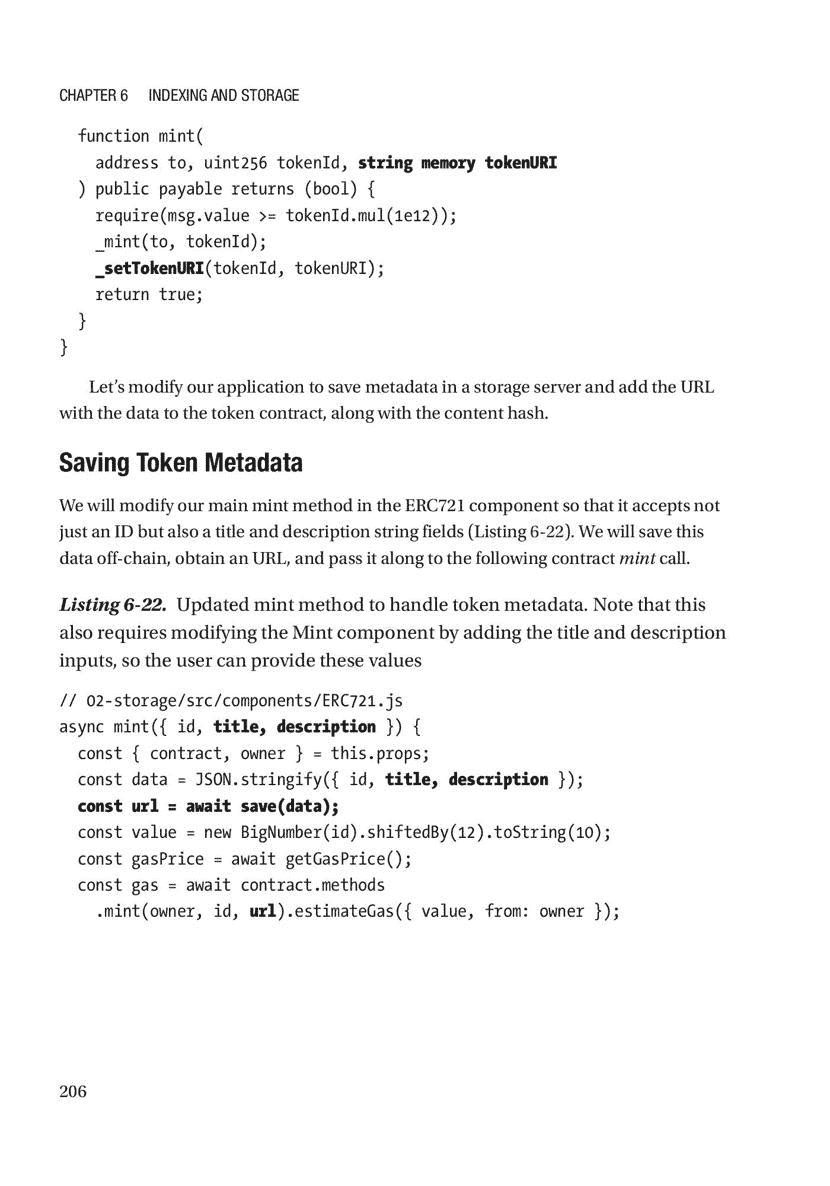 CHAPTER 6 INDEXING AND STORAGE
function mint(
address to, uint256 tokenId, string memory tokenURI
) public payable returns (bool) {
require(msg.value >= tokenId.mul(1e12));
_mint(to, tokenId);
_setTokenURI(tokenId, tokenURI);
return true;
}
}
Let’s modify our application to save metadata in a storage server and add the URL
with the data to the token contract, along with the content hash.
Saving Token Metadata
We will modify our main mint method in the ERC721 component so that it accepts not
just an ID but also a title and description string fields (Listing 6-22). We will save this
data off-chain, obtain an URL, and pass it along to the following contract mint call.
Listing 6-22. Updated mint method to handle token metadata. Note that this
also requires modifying the Mint component by adding the title and description
inputs, so the user can provide these values
// 02-storage/src/components/ERC721.js
async mint({ id, title, description }) {
const { contract, owner } = this.props;
const data = JSON.stringify({ id, title, description });
const url = await save(data);
const value = new BigNumber(id).shiftedBy(12).toString(10);
const gasPrice = await getGasPrice();
const gas = await contract.methods
.mint(owner, id, url).estimateGas({ value, from: owner });
206